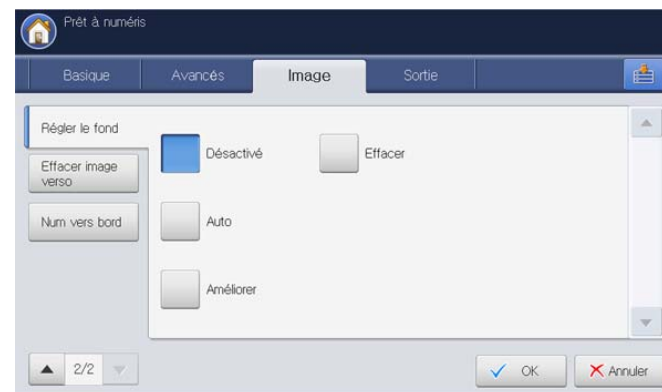 Prêt à numéris
Basique
Avancés
Image
Sortie
Régler le fond
Désactivé
Effacer
Effacer image
verso
Num vers bord
Auto
Améliorer
2/2
OK
Annuler